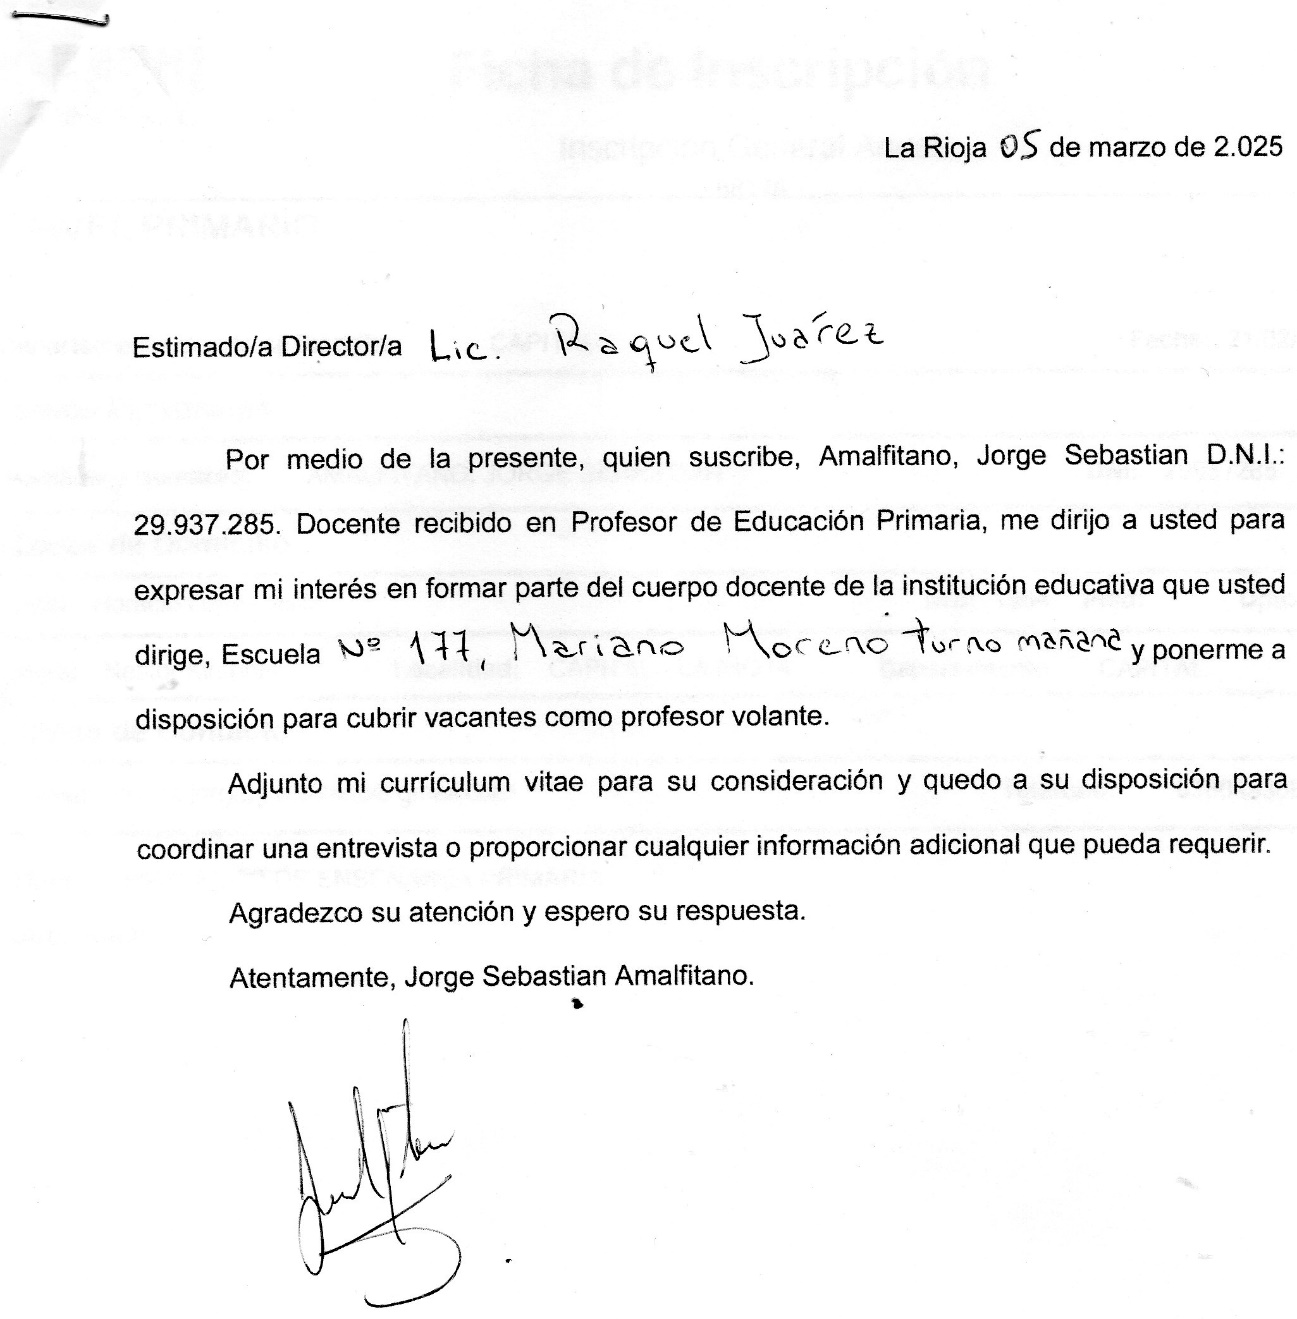 La Rioja 05 de marzo de 2.025
Estimado/a Director/a Lic. Raquel Juárez
Por medio de la presente, quien suscribe, Amalfitano, Jorge Sebastian D.N.I.:
29.937.285. Docente recibido en Profesor de Educación Primaria, me dirijo a usted para
expresar mi interés en formar parte del cuerpo docente de la institución educativa que usted
dirige, Escuela Nº 177, Mariano Moreno turno mañana y ponerme a
disposición para cubrir vacantes como profesor volante.
Adjunto mi currículum vitae para su consideración y quedo a su disposición para
coordinar una entrevista o proporcionar cualquier información adicional que pueda requerir.
Agradezco su atención y espero su respuesta.
Atentamente, Jorge Sebastian Amalfitano.